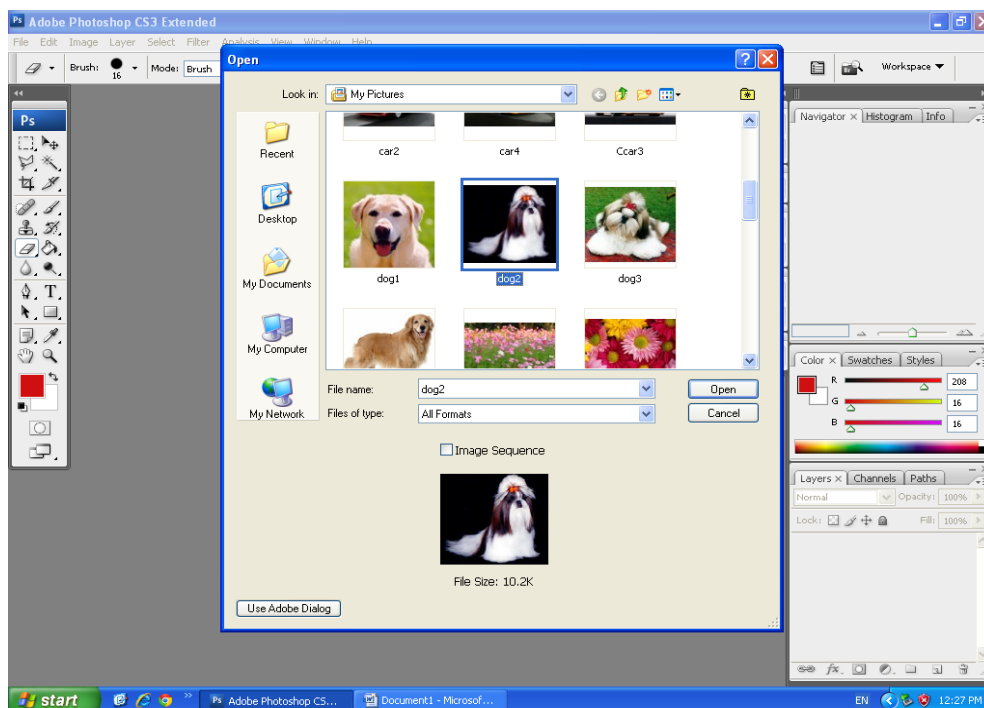 Ps Adobe Photoshop CS3 Extended
File Edit Image Layer Select Filter Analysis View Window Help
Brush: 16 Mode: Brush
Workspace
Open
Look in: My Pictures
Ps
Recent
Desktop
My Documents
My Computer
My Network
car2 car4 Ccar3
dog1 dog2 dog3
File name: dog2 Open
Files of type: All Formats Cancel
Image Sequence
File Size: 10.2K
Use Adobe Dialog
Navigator × Histogram Info
Color × Swatches Styles
R 208
G 16
B 16
Layers × Channels Paths
Normal Opacity: 100%
Lock: Fill: 100%
start Ps Adobe Photoshop CS... Document1 - Microsof... EN 12:27 PM